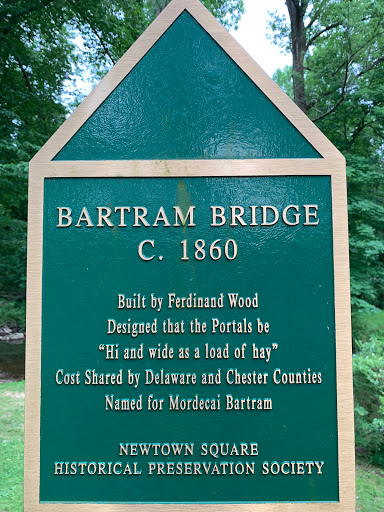 BARTRAM BRIDGE
C. 1860
Built by Ferdinand Wood
Designed that the Portals be
“Hi and wide as a load of hay”
Cost Shared by Delaware and Chester Counties
Named for Mordecai Bartram
NEWTOWN SQUARE
HISTORICAL PRESERVATION SOCIETY